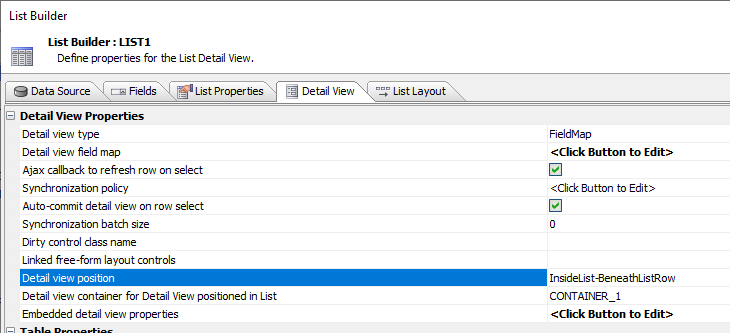 List Builder
List Builder : LIST1
Define properties for the List Detail View.
Data Source Fields List Properties Detail View List Layout
Detail View Properties
Detail view type FieldMap
Detail view field map <Click Button to Edit>
Ajax callback to refresh row on select
Synchronization policy <Click Button to Edit>
Auto-commit detail view on row select
Synchronization batch size 0
Dirty control class name
Linked free-form layout controls
Detail view position InsideList-BeneathListRow
Detail view container for Detail View positioned in List CONTAINER_1
Embedded detail view properties <Click Button to Edit>
Table Properties